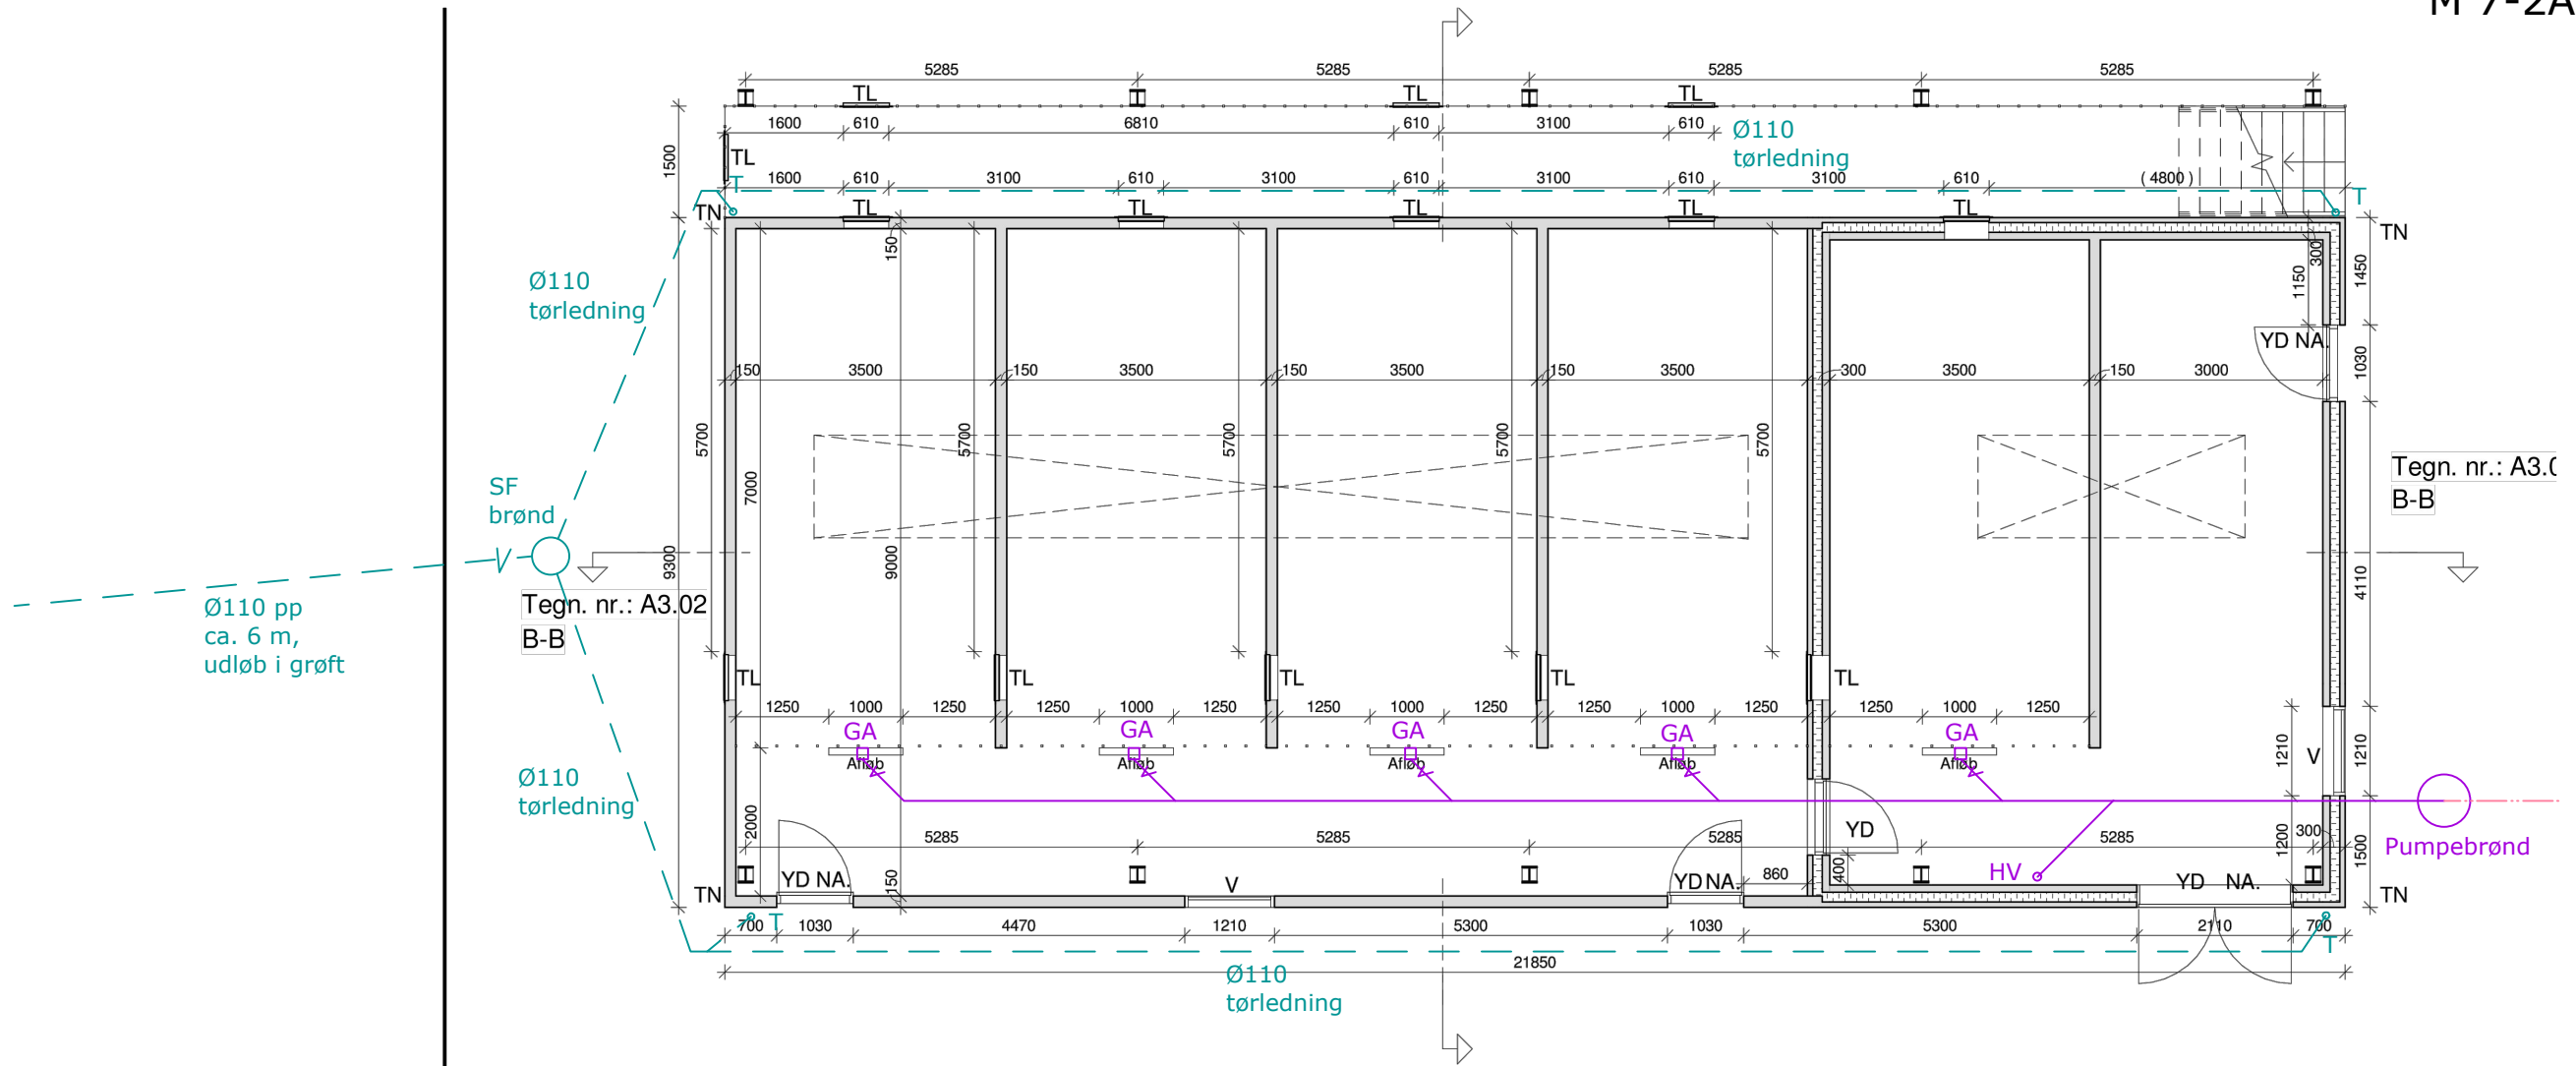 M 7-2A
5285 5285 5285 5285
TL TL TL
1600 610 6810 610 3100 610
Ø110
tørledning
1500
TL
T
1600 610 3100 610 3100 610 3100 610 3100 610 ( 4800 )
T
TN TL TL TL TL TL
TN
150
300
1150
1450
Ø110
tørledning
YD NA.
1030
150 3500 150 3500 150 3500 150 3500 300 3500 150 3000
5700 5700 5700 5700 5700
7000
Tegn. nr.: A3.0
B-B
SF
brønd
9300
9000
4110
Ø110 pp
ca. 6 m,
udløb i grøft
Tegn. nr.: A3.02
B-B
TL TL TL TL TL
1250 1000 1250 1250 1000 1250 1250 1000 1250 1250 1000 1250 1250 1000 1250
GA GA GA GA GA
Afløb Afløb Afløb Afløb Afløb
1210
V
1210
Ø110
tørledning
2000
5285 5285 5285 5285
YD
1200
300
1500
Pumpebrønd
400
HV
TN
YD NA.
150
V
YD NA.
860
YD NA.
TN
700 T 1030 4470 1210 5300 1030 5300 2110 700
T
21850
Ø110
tørledning